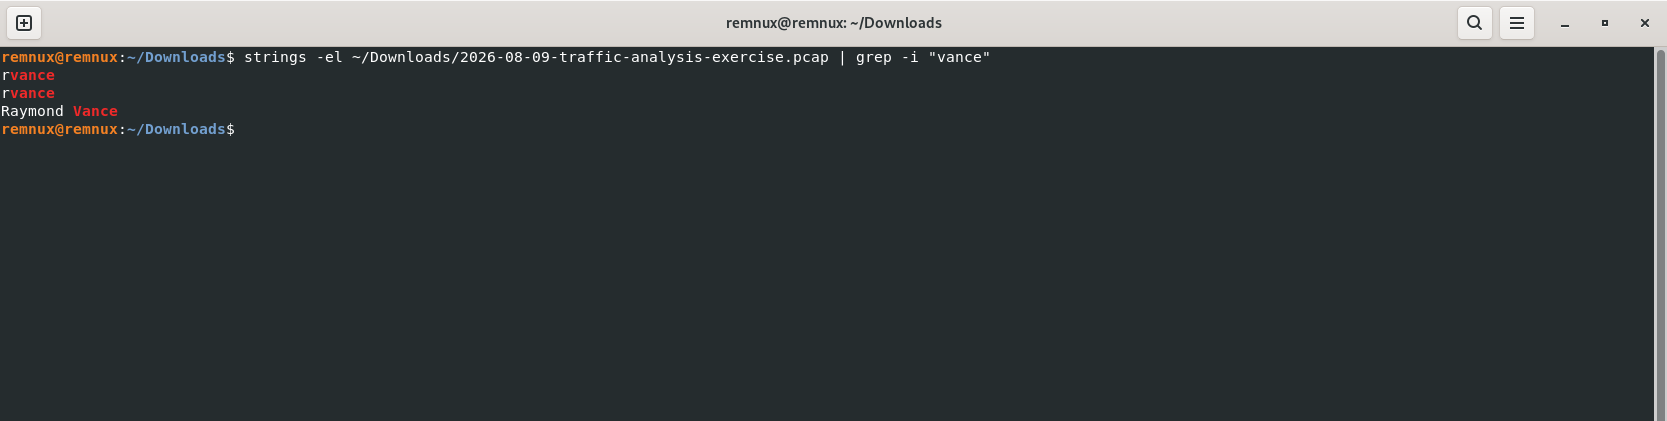 remnux@remnux: ~/Downloads
remnux@remnux:~/Downloads$ strings -el ~/Downloads/2026-08-09-traffic-analysis-exercise.pcap | grep -i "vance"
rvance
rvance
Raymond Vance
remnux@remnux:~/Downloads$